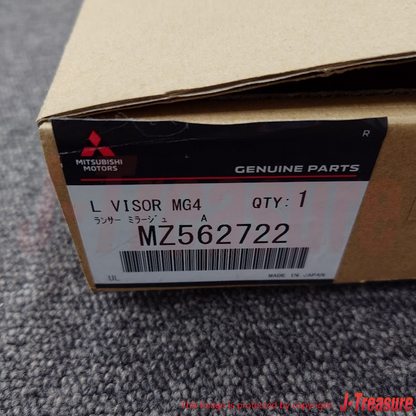 R
MITSUBISHI
MOTORS
GENUINE PARTS
L VISOR MG4 QTY: 1
ランサー ミラージュ A
MZ562722
UL MADE IN JAPAN
J-Treasure